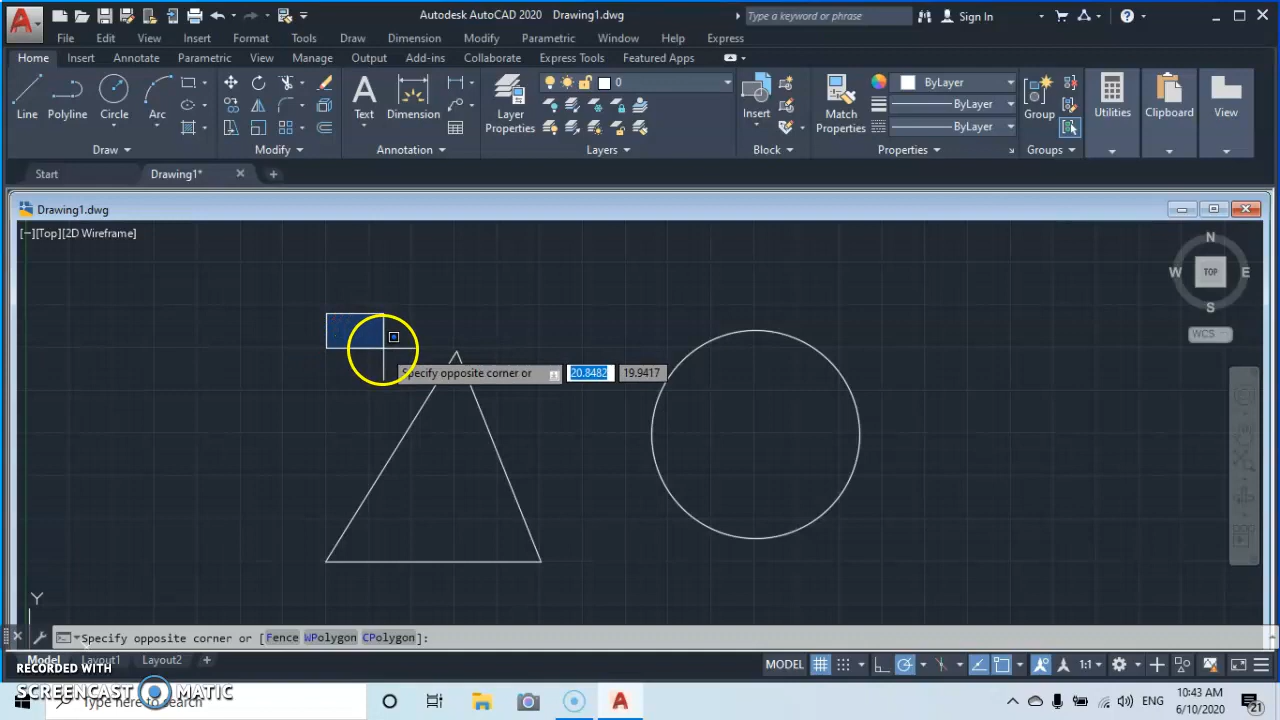 Autodesk AutoCAD 2020 Drawing1.dwg
Type a keyword or phrase
Sign In
File Edit View Insert Format Tools Draw Dimension Modify Parametric Window Help Express
Home Insert Annotate Parametric View Manage Output Add-ins Collaborate Express Tools Featured Apps
0
ByLayer
ByLayer
ByLayer
Line Polyline Circle Arc
Text Dimension
Layer Properties
Insert
Match Properties
Group
Utilities
Clipboard
View
Draw Modify Annotation Layers Block Properties Groups
Start Drawing1*
Drawing1.dwg
[−][Top][2D Wireframe]
N
W TOP E
S
WCS
Specify opposite corner or 20.8482 19.9417
Y
Specify opposite corner or [Fence WPolygon CPolygon]:
Model Layout1 Layout2
MODEL 1:1
RECORDED WITH
SCREENCAST MATIC
Type here to search
ENG
10:43 AM
6/10/2020
21